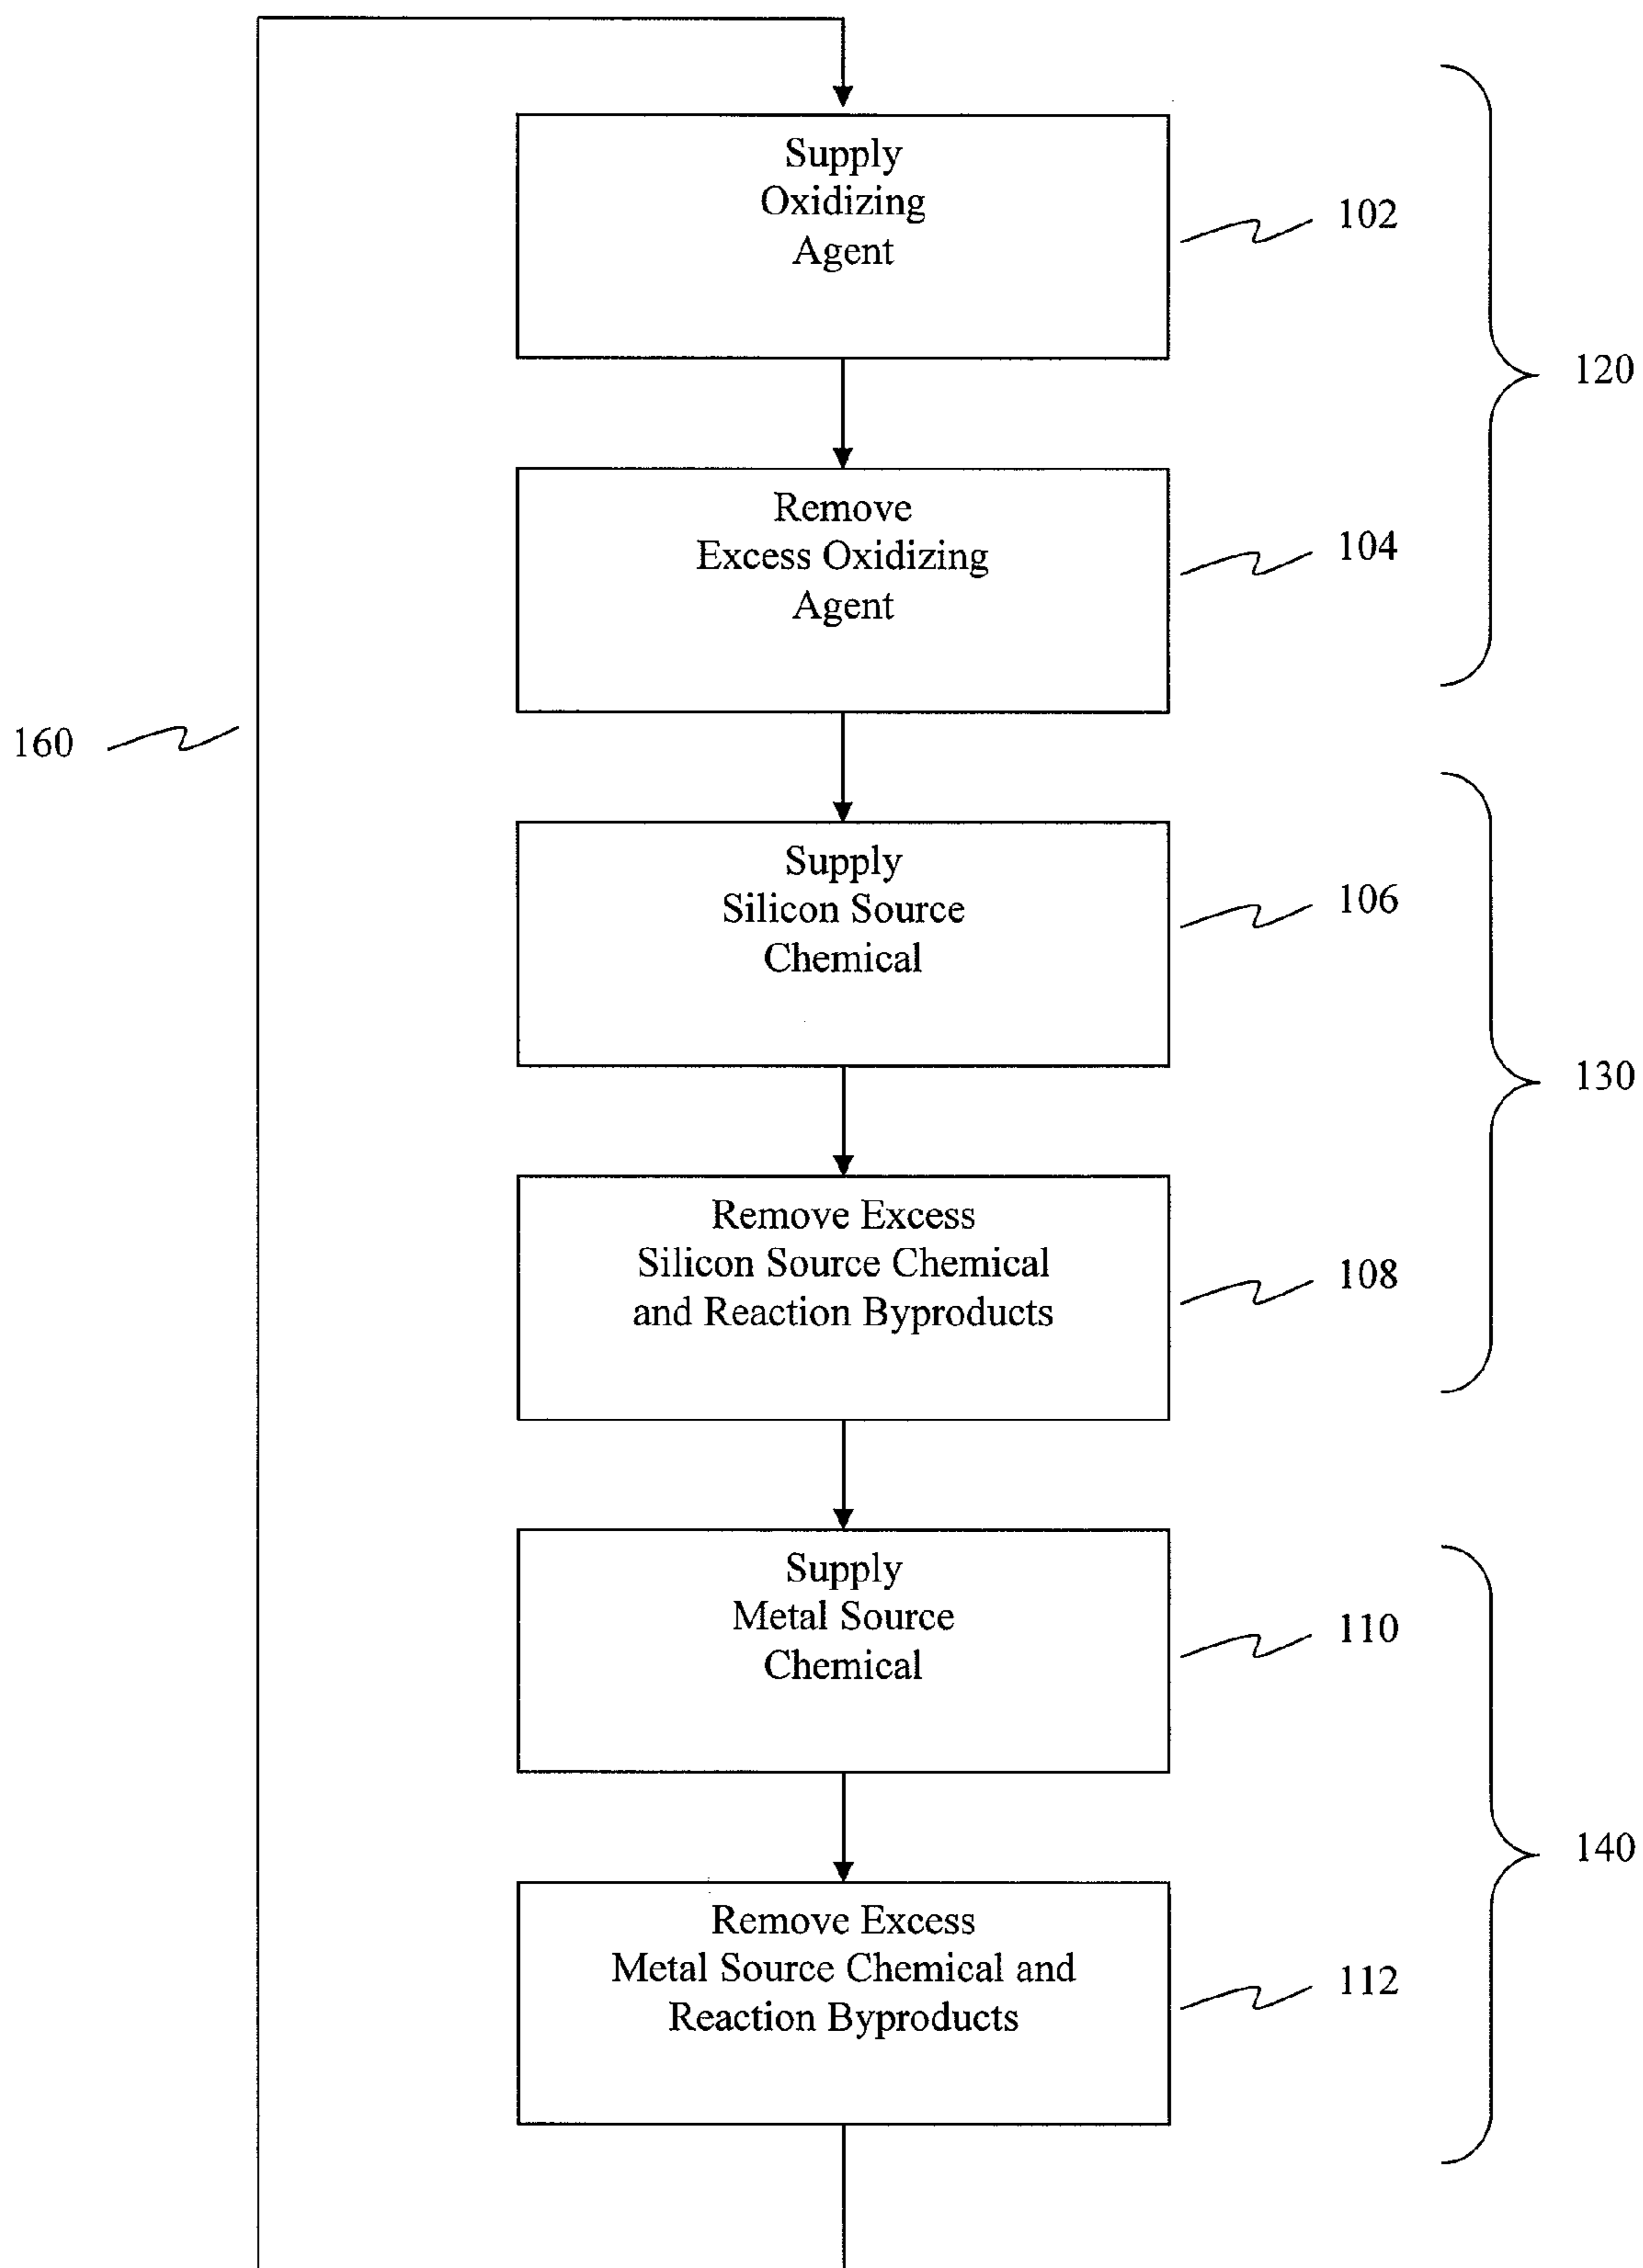 Supply
Oxidizing
Agent
102
120
Remove
Excess Oxidizing
Agent
104
160
Supply
Silicon Source
Chemical
106
130
Remove Excess
Silicon Source Chemical
and Reaction Byproducts
108
Supply
Metal Source
Chemical
110
140
Remove Excess
Metal Source Chemical and
Reaction Byproducts
112